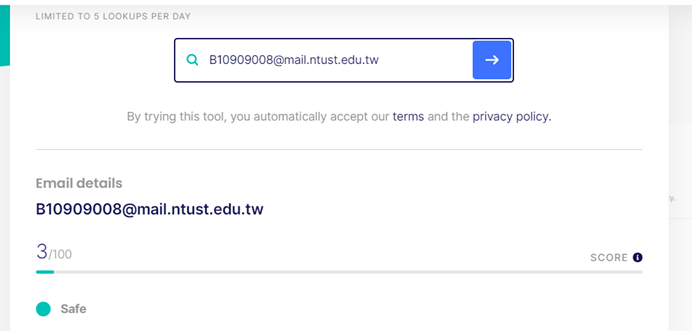 LIMITED TO 5 LOOKUPS PER DAY
B10909008@mail.ntust.edu.tw
By trying this tool, you automatically accept our terms and the privacy policy.
Email details
B10909008@mail.ntust.edu.tw
3/100
SCORE
Safe